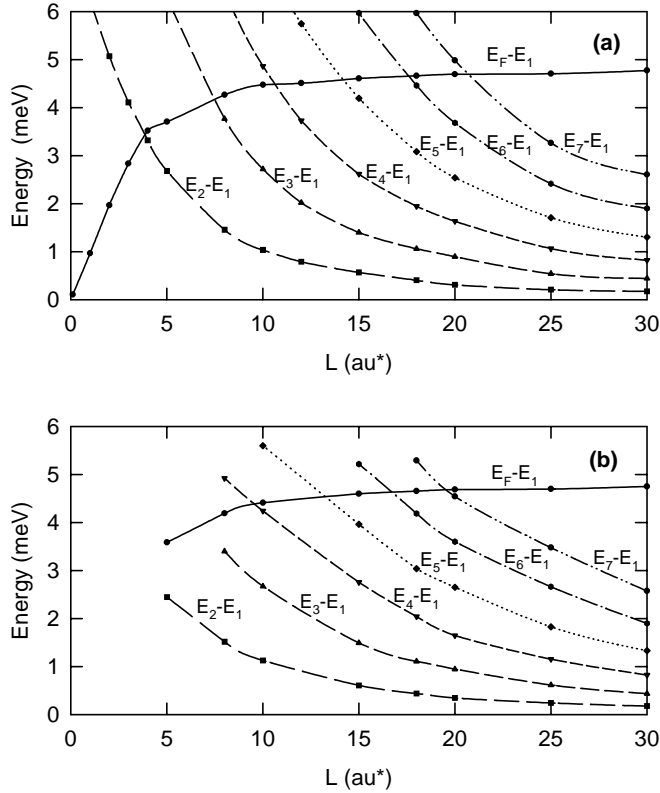 6
5
4
3
2
1
0
Energy (meV)
(a)
E_F–E_1
E_2–E_1
E_3–E_1
E_4–E_1
E_5–E_1
E_6–E_1
E_7–E_1
0 5 10 15 20 25 30
L (au*)
6
5
4
3
2
1
0
Energy (meV)
(b)
E_F–E_1
E_2–E_1
E_3–E_1
E_4–E_1
E_5–E_1
E_6–E_1
E_7–E_1
0 5 10 15 20 25 30
L (au*)